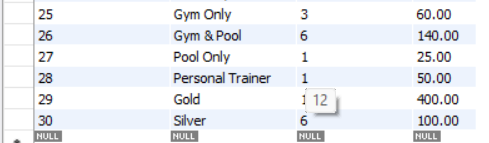 25 Gym Only 3 60.00
26 Gym & Pool 6 140.00
27 Pool Only 1 25.00
28 Personal Trainer 1 50.00
29 Gold 12 400.00
30 Silver 6 100.00
NULL NULL NULL NULL